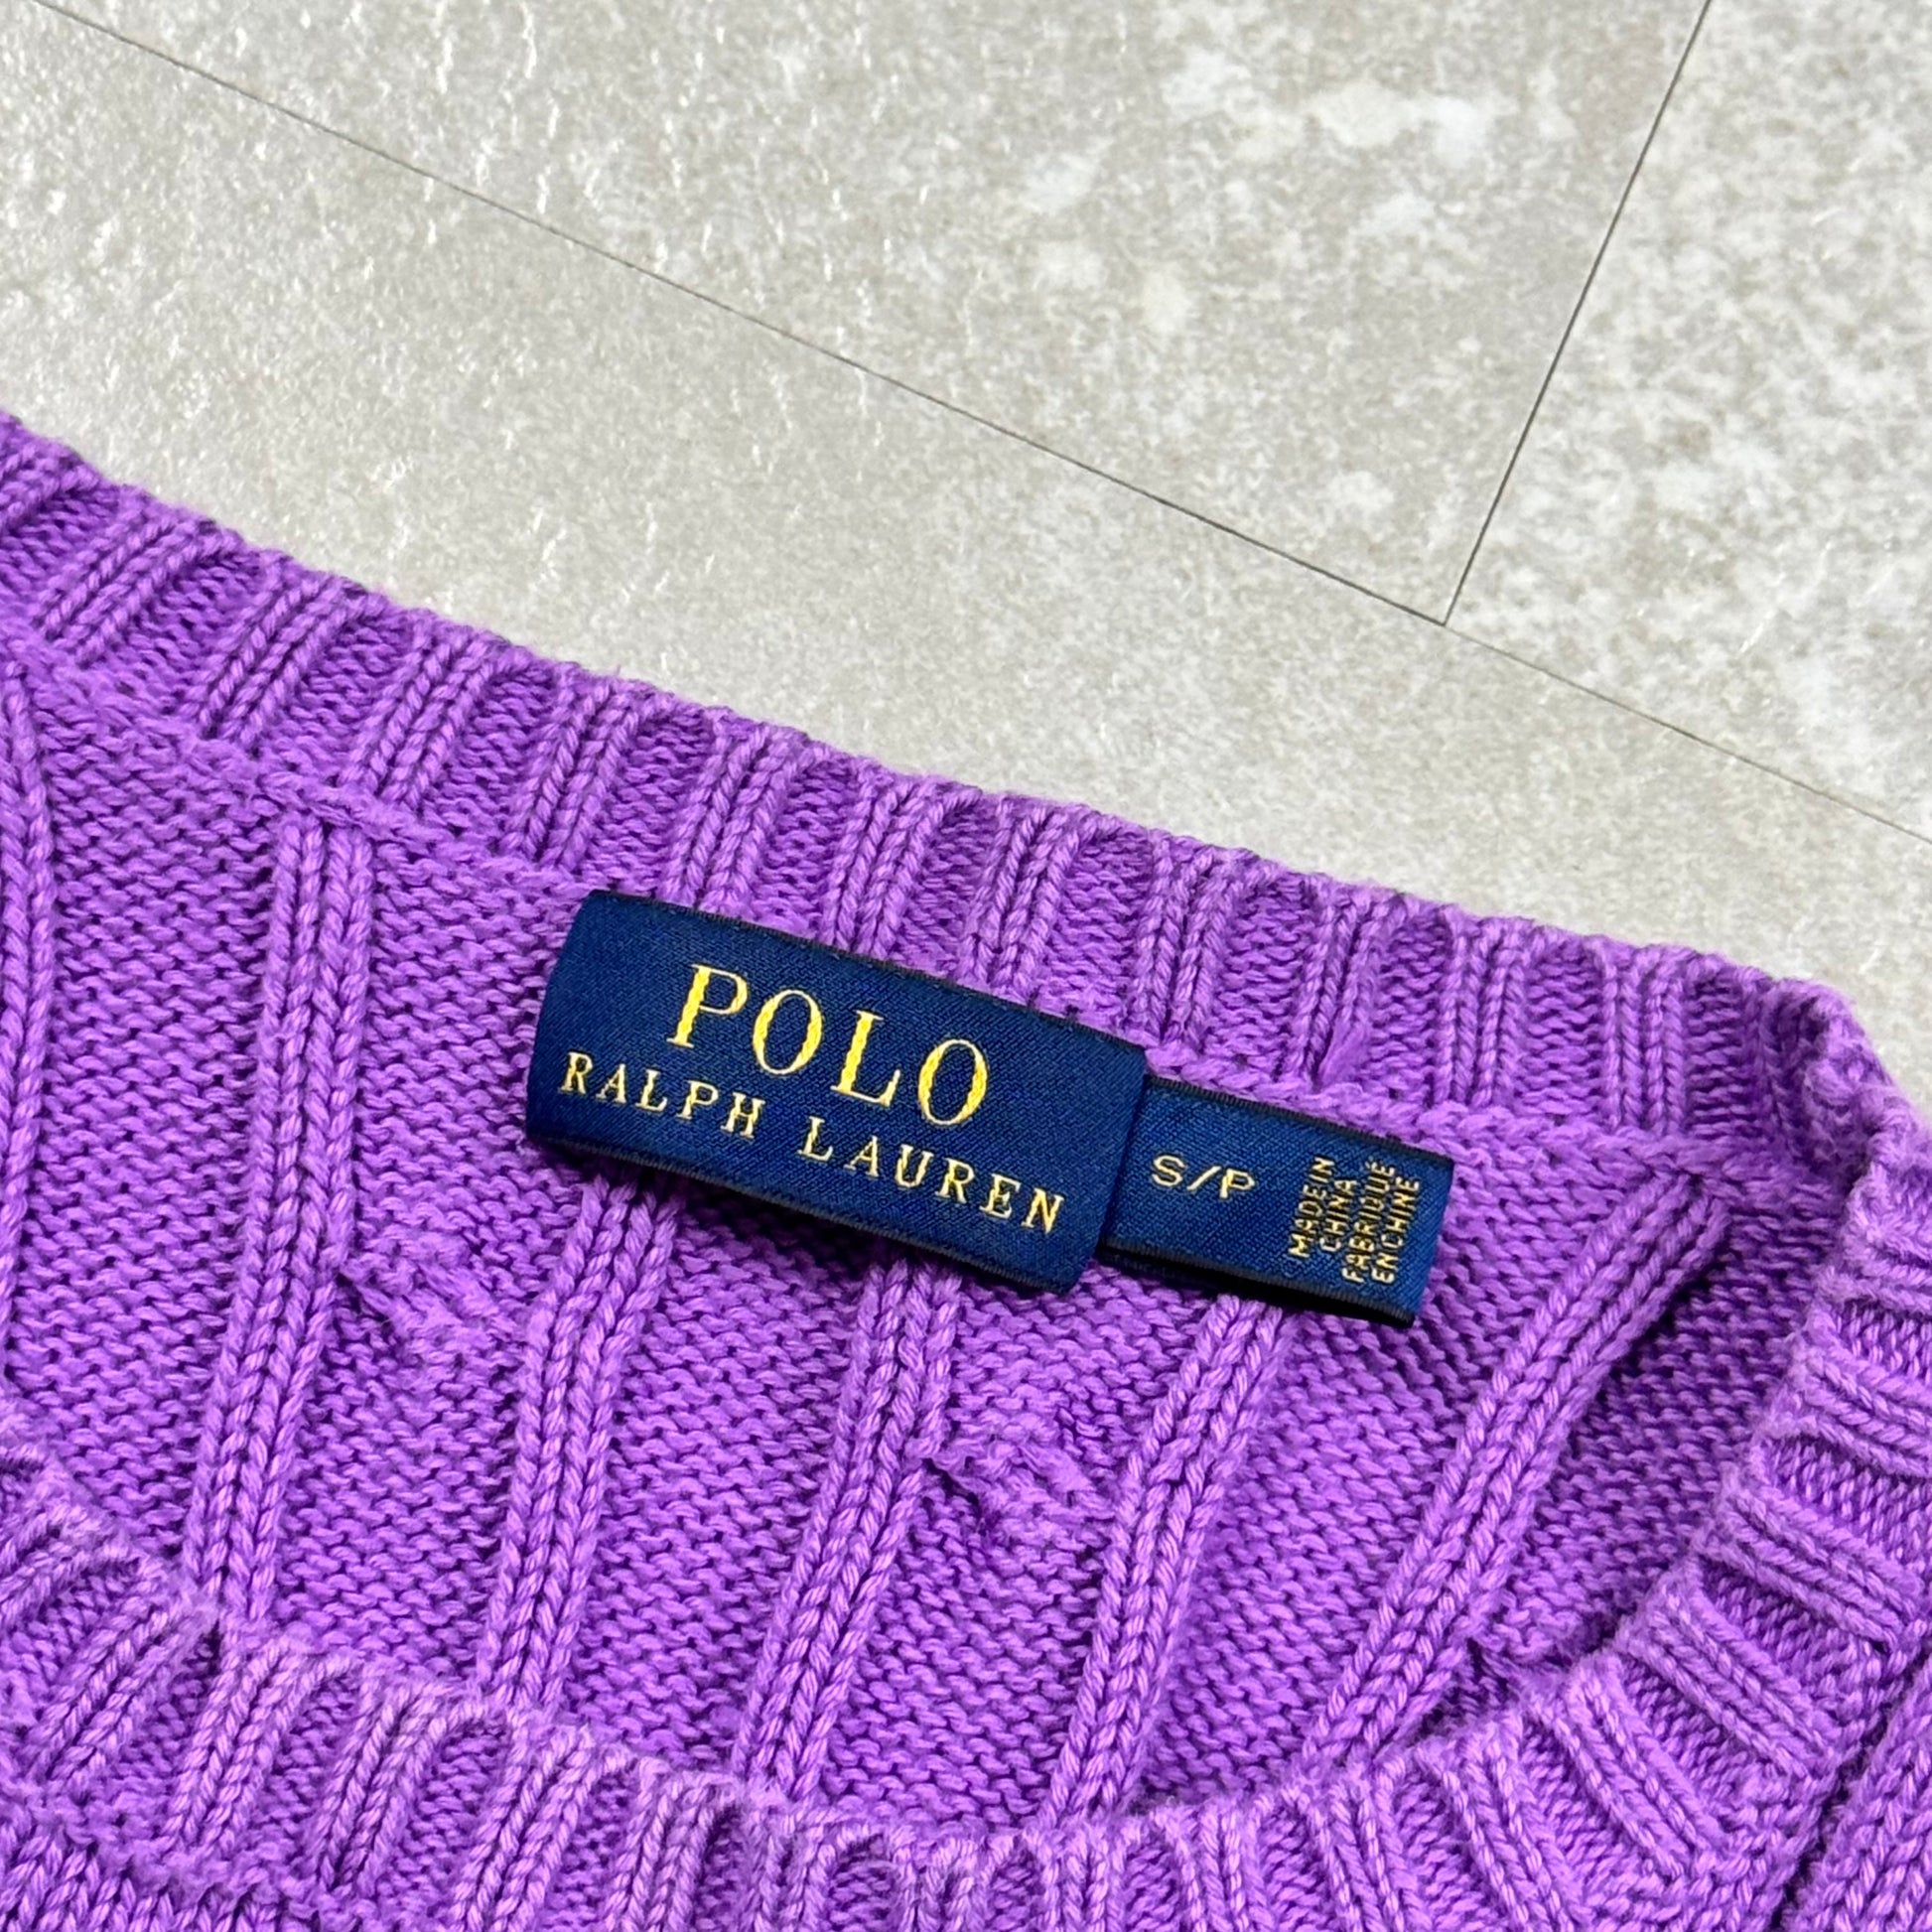 POLO
RALPH LAUREN
S/P
MADE IN
CHINA
FABRIQUÉ
EN CHINE